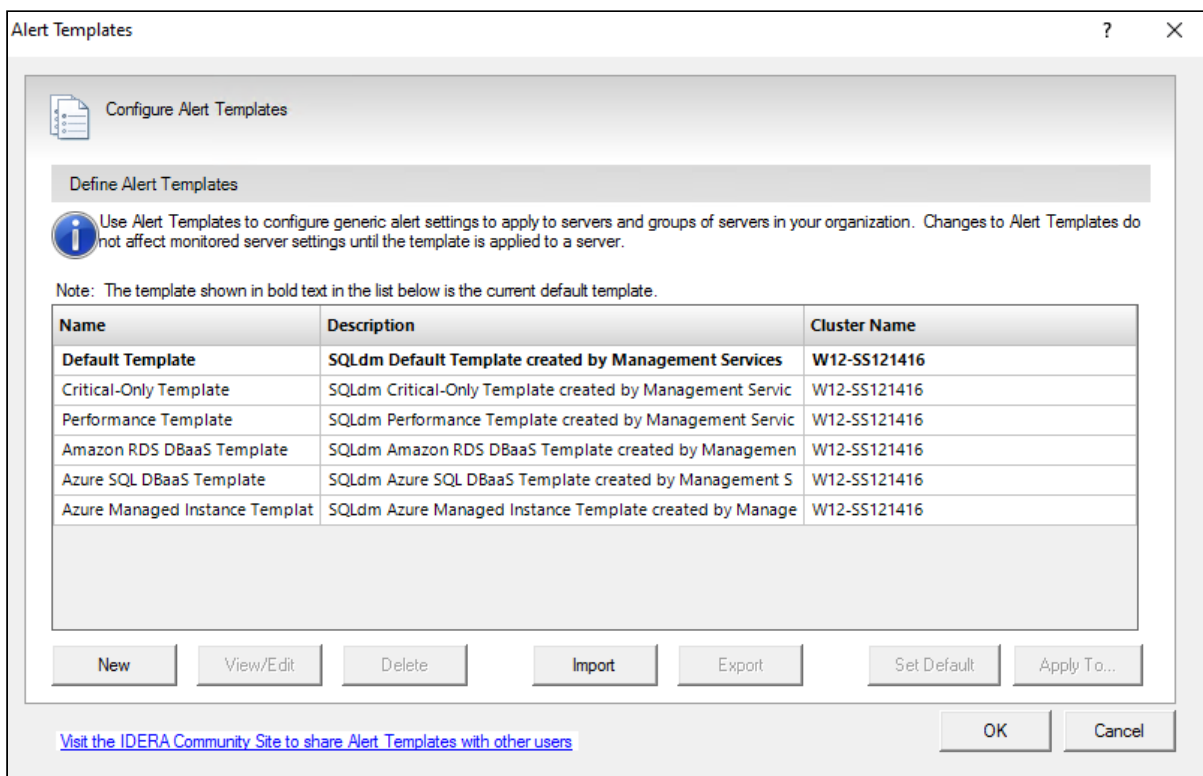 Alert Templates ?
Configure Alert Templates
Define Alert Templates
Use Alert Templates to configure generic alert settings to apply to servers and groups of servers in your organization. Changes to Alert Templates do
not affect monitored server settings until the template is applied to a server.
Note: The template shown in bold text in the list below is the current default template.
Name Description Cluster Name
Default Template SQLdm Default Template created by Management Services W12-SS121416
Critical-Only Template SQLdm Critical-Only Template created by Management Servic W12-SS121416
Performance Template SQLdm Performance Template created by Management Servic W12-SS121416
Amazon RDS DBaaS Template SQLdm Amazon RDS DBaaS Template created by Managemen W12-SS121416
Azure SQL DBaaS Template SQLdm Azure SQL DBaaS Template created by Management S W12-SS121416
Azure Managed Instance Templat SQLdm Azure Managed Instance Template created by Manage W12-SS121416
New View/Edit Delete Import Export Set Default Apply To...
Visit the IDERA Community Site to share Alert Templates with other users OK Cancel